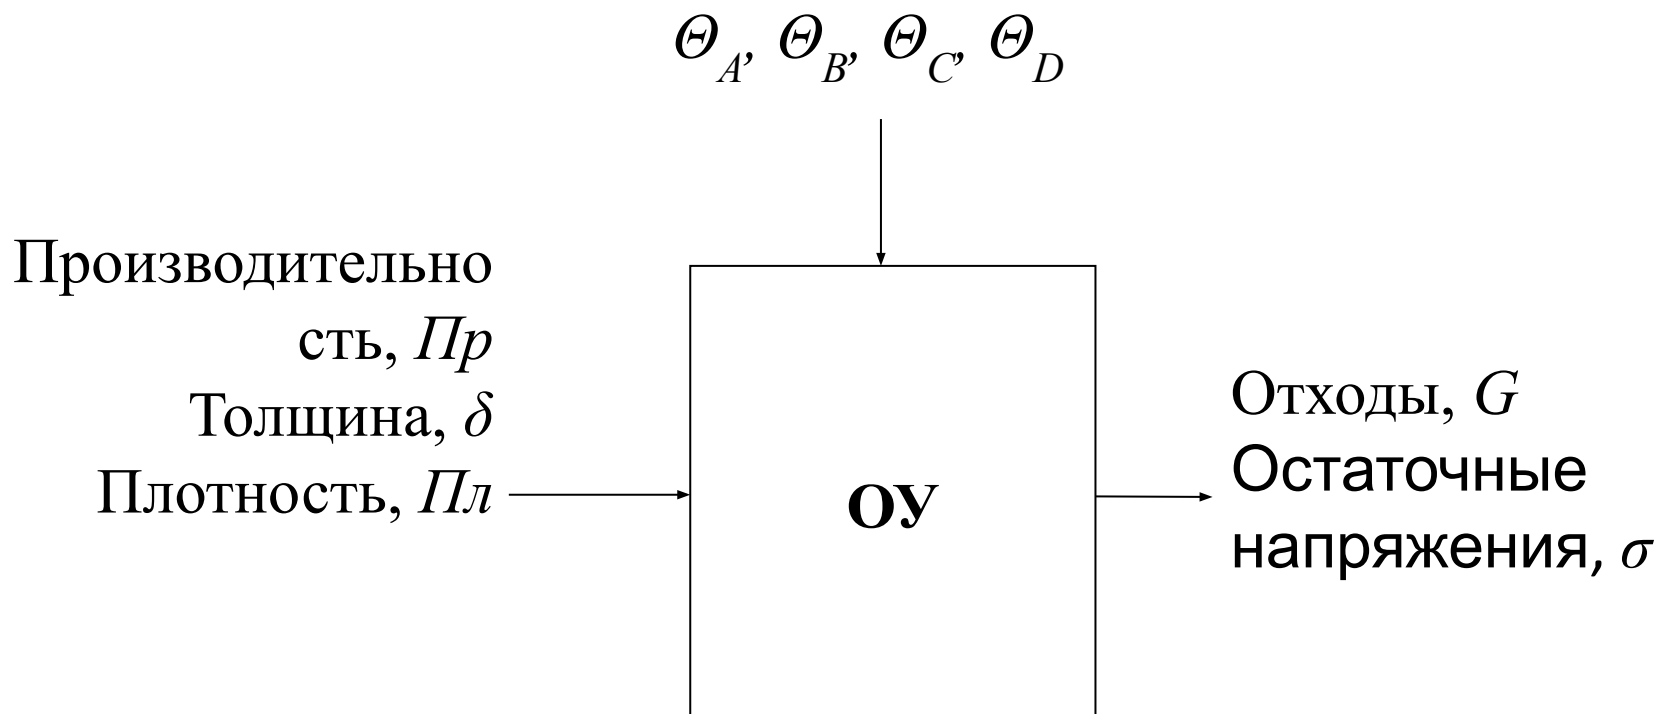 Θ_A, Θ_B, Θ_C, Θ_D
Производительно
сть, Пр
Толщина, δ
Плотность, Пл
ОУ
Отходы, G
Остаточные
напряжения, σ